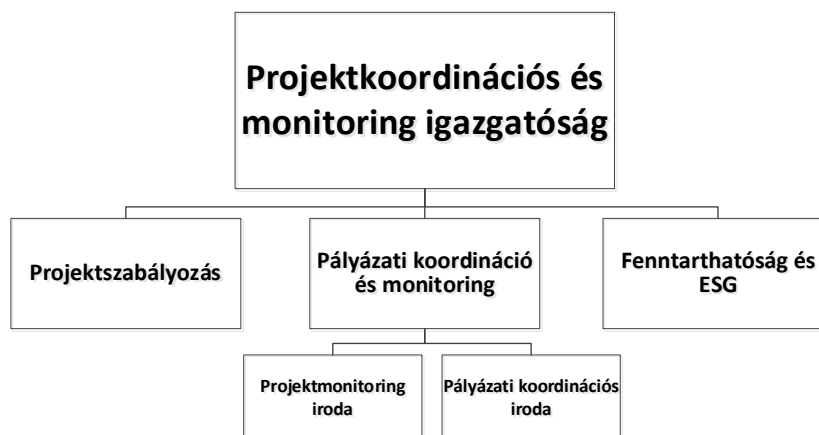 Projektkoordinációs és
monitoring igazgatóság
Projektszabályozás
Pályázati koordináció
és monitoring
Fenntarthatóság és
ESG
Projektmonitoring
iroda
Pályázati koordinációs
iroda